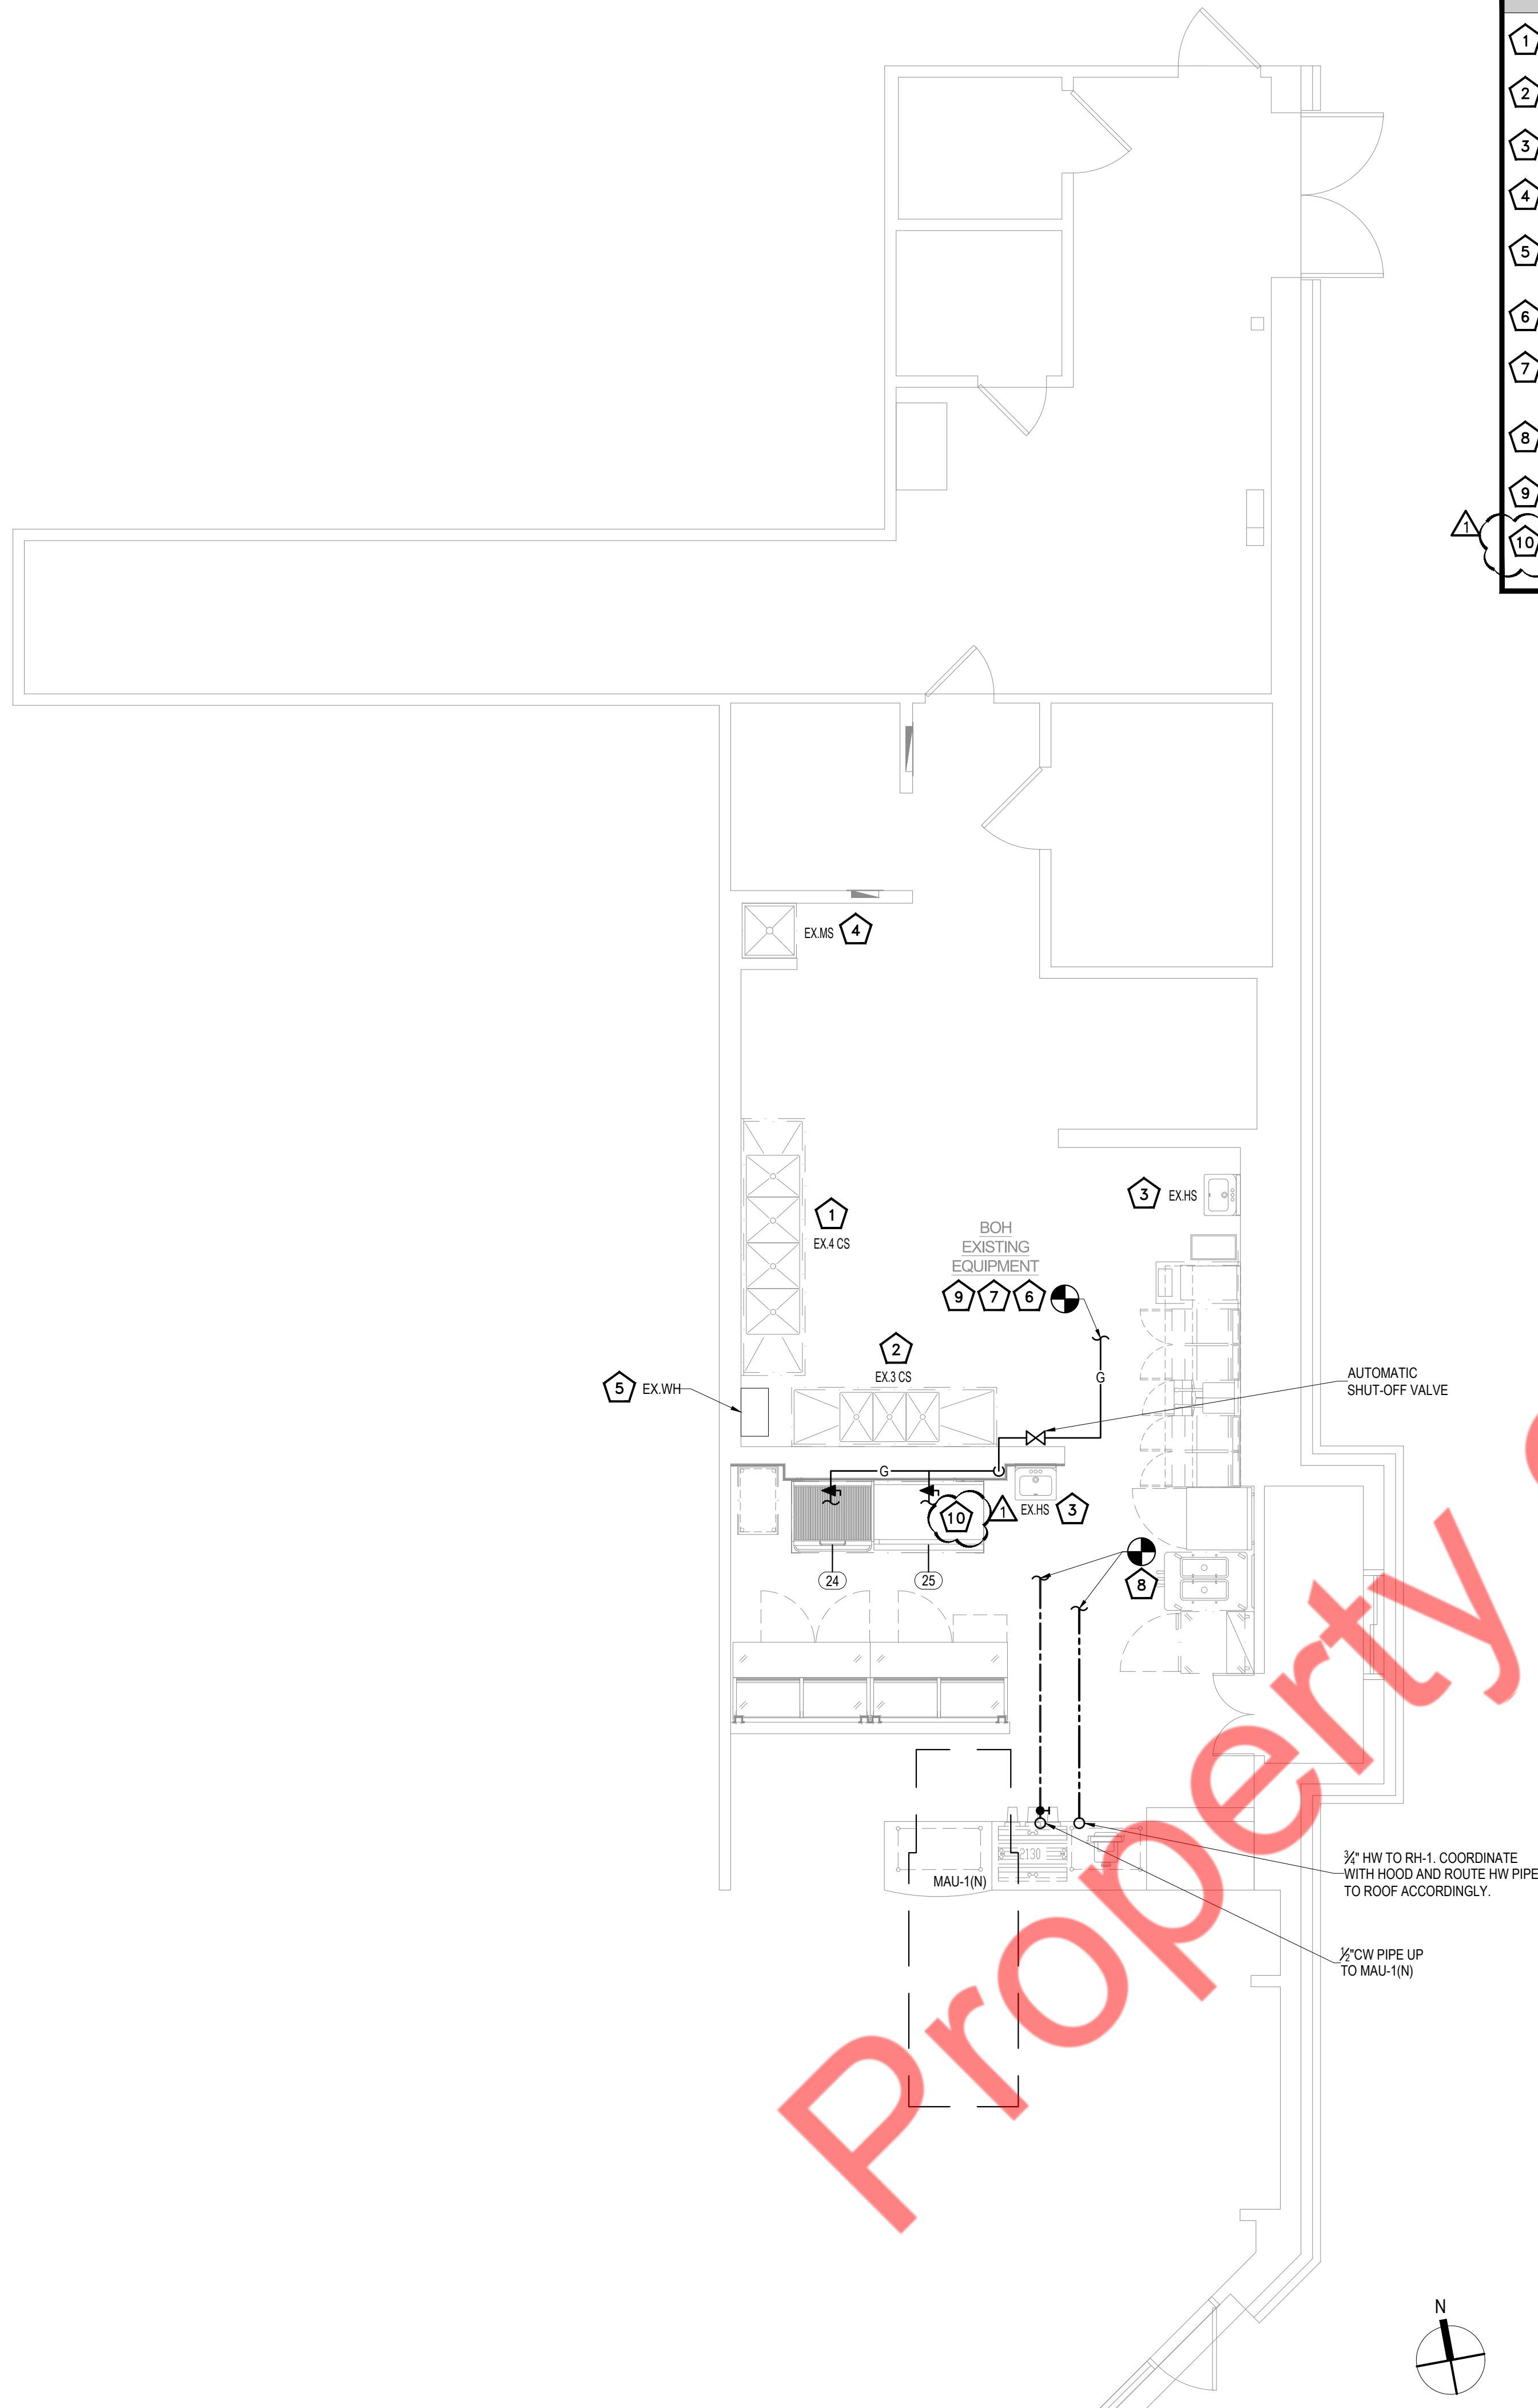 1
2
3
4
5
6
7
8
9
1
10
EX.MS
4
3
EX.HS
1
EX.4 CS
BOH
EXISTING
EQUIPMENT
9
7
6
2
EX.3 CS
5
EX.WH
G
AUTOMATIC
SHUT-OFF VALVE
G
10
1
EX.HS
3
24
25
8
2130
MAU-1(N)
¾" HW TO RH-1. COORDINATE
WITH HOOD AND ROUTE HW PIPE
TO ROOF ACCORDINGLY.
½"CW PIPE UP
TO MAU-1(N)
Property
N